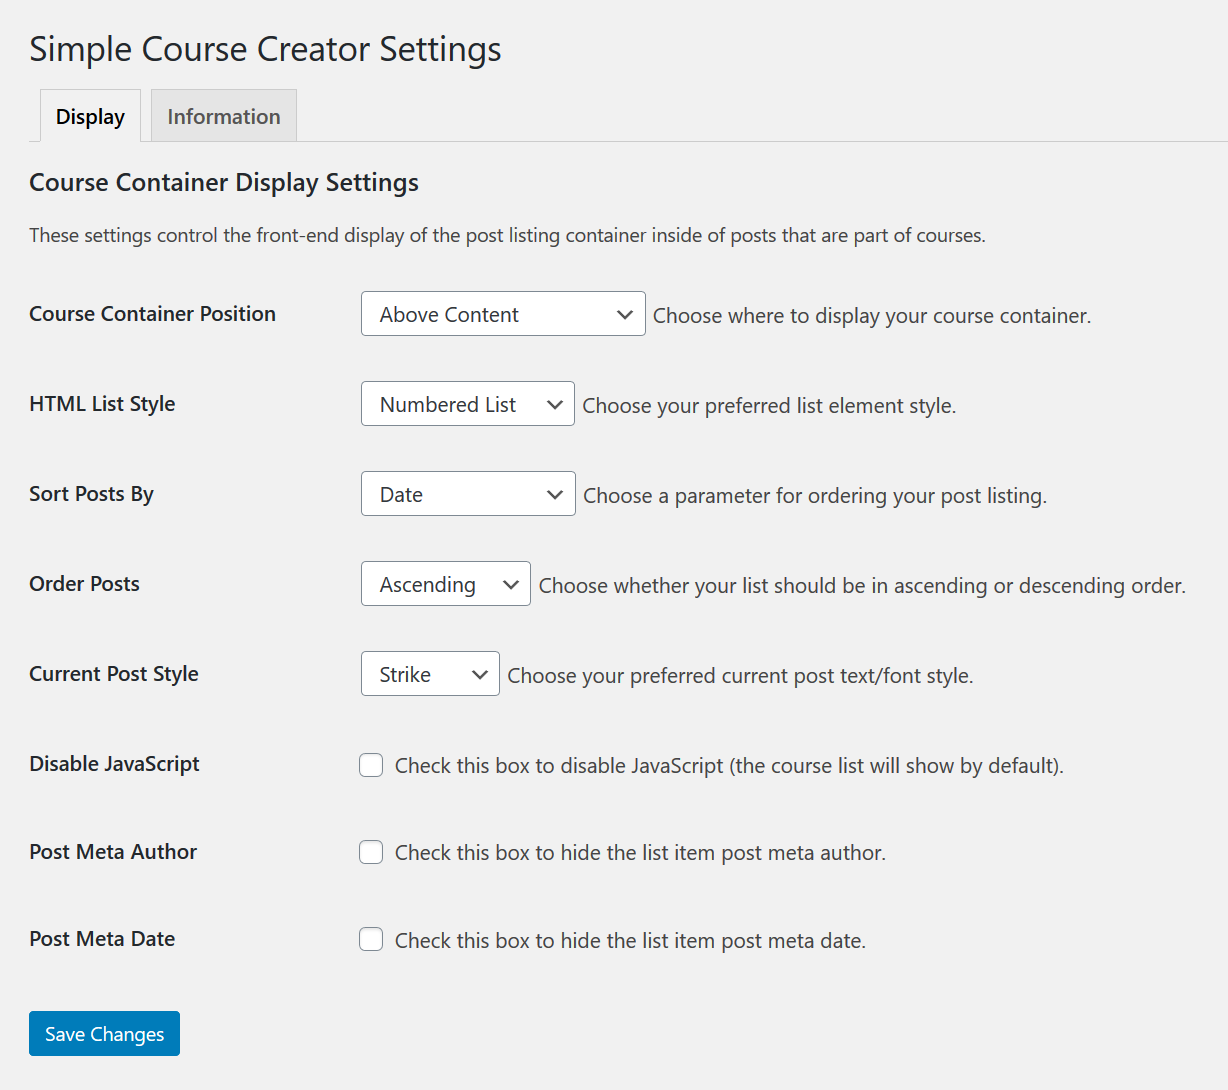 Simple Course Creator Settings
Display Information
Course Container Display Settings
These settings control the front-end display of the post listing container inside of posts that are part of courses.
Course Container Position Above Content Choose where to display your course container.
HTML List Style Numbered List Choose your preferred list element style.
Sort Posts By Date Choose a parameter for ordering your post listing.
Order Posts Ascending Choose whether your list should be in ascending or descending order.
Current Post Style Strike Choose your preferred current post text/font style.
Disable JavaScript Check this box to disable JavaScript (the course list will show by default).
Post Meta Author Check this box to hide the list item post meta author.
Post Meta Date Check this box to hide the list item post meta date.
Save Changes